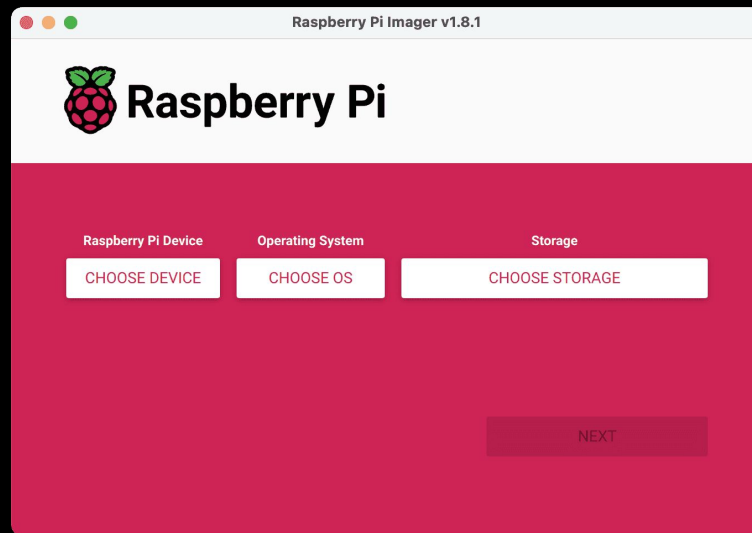 Raspberry Pi Imager v1.8.1
Raspberry Pi
Raspberry Pi Device
Operating System
Storage
CHOOSE DEVICE
CHOOSE OS
CHOOSE STORAGE
NEXT